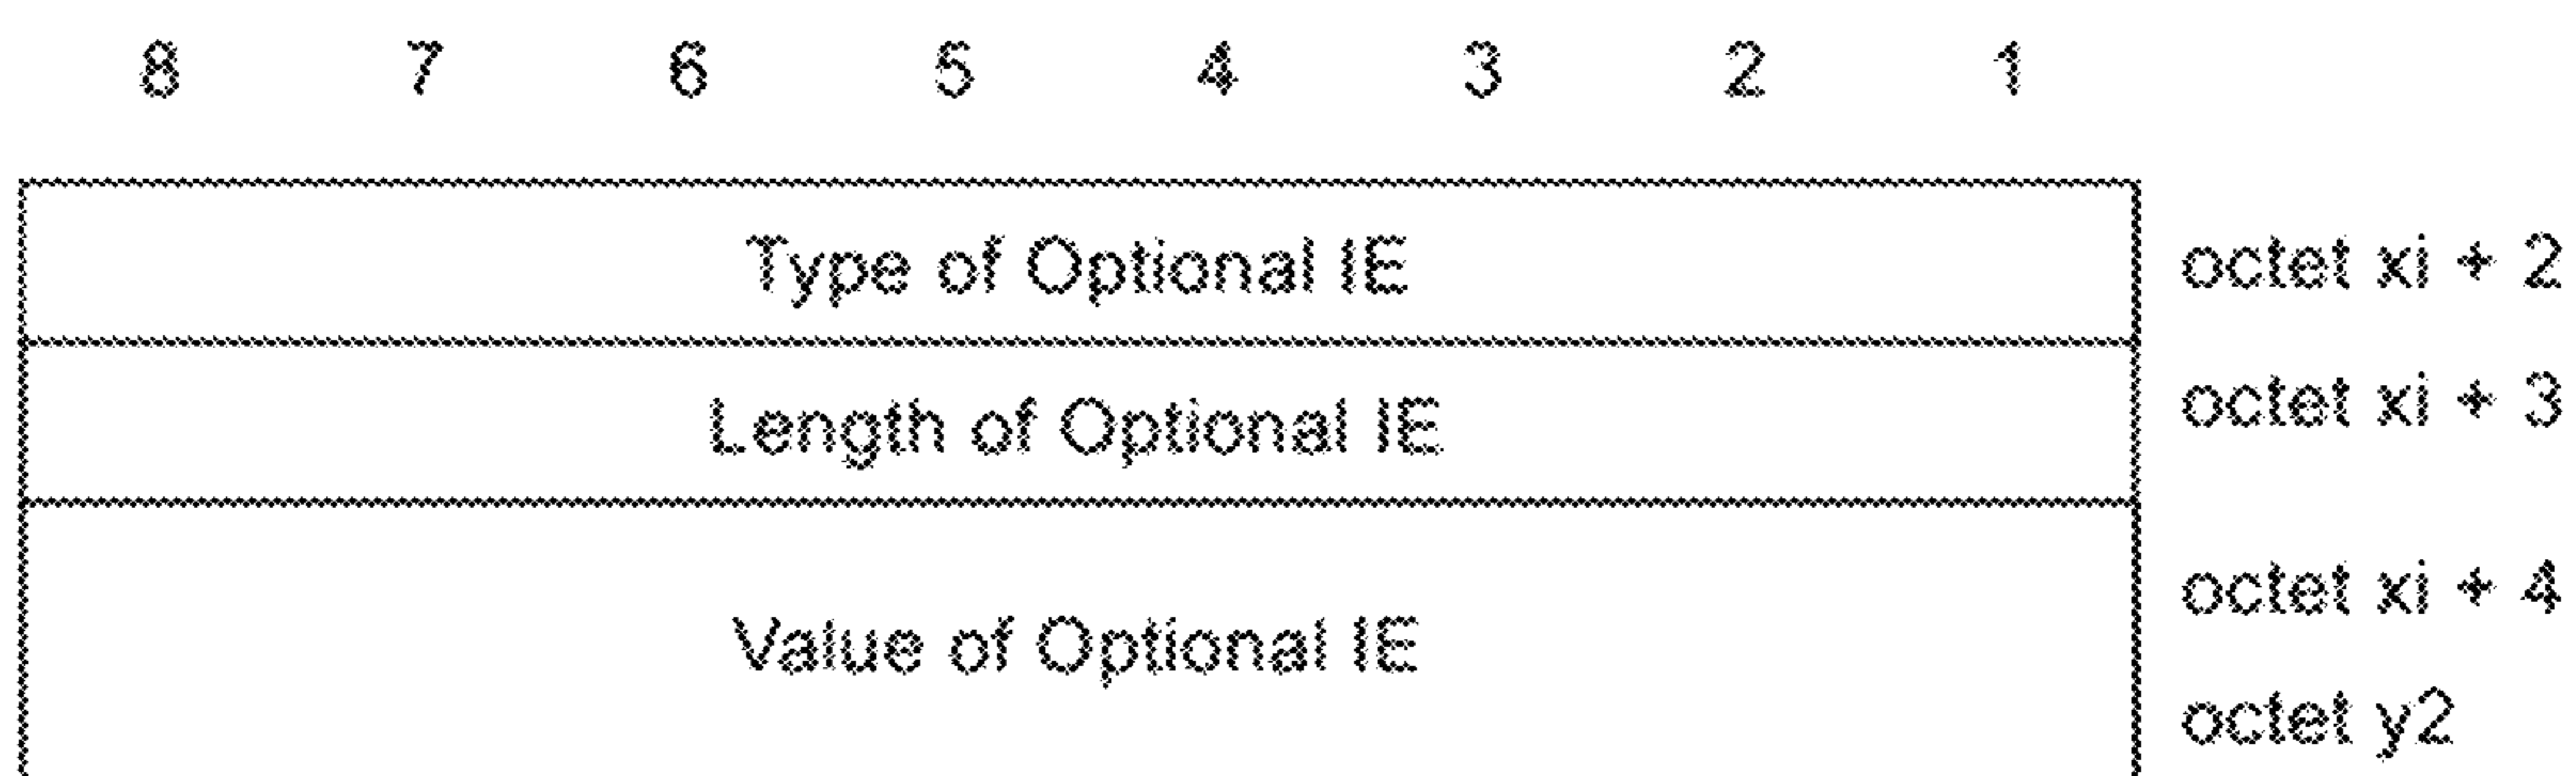 8 7 6 5 4 3 2 1
Type of Optional IE octet xi + 2
Length of Optional IE octet xi + 3
octet xi + 4
Value of Optional IE
octet y2